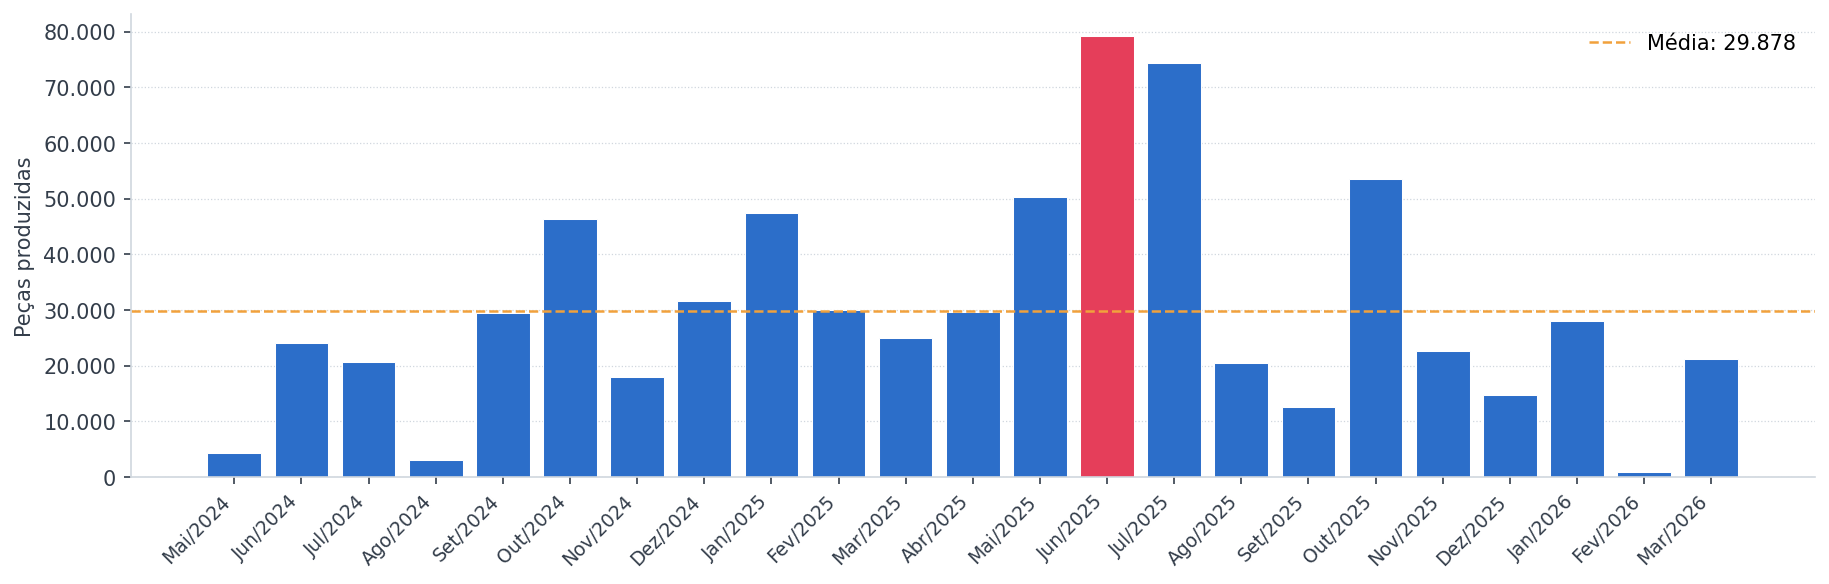 Peças produzidas
80.000
70.000
60.000
50.000
40.000
30.000
20.000
10.000
0
Média: 29.878
Mai/2024
Jun/2024
Jul/2024
Ago/2024
Set/2024
Out/2024
Nov/2024
Dez/2024
Jan/2025
Fev/2025
Mar/2025
Abr/2025
Mai/2025
Jun/2025
Jul/2025
Ago/2025
Set/2025
Out/2025
Nov/2025
Dez/2025
Jan/2026
Fev/2026
Mar/2026